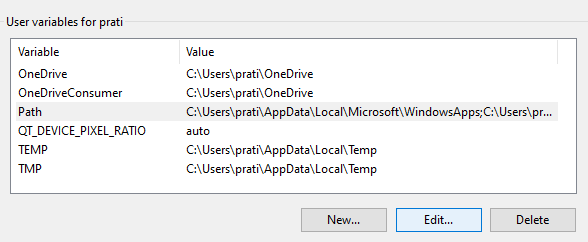 User variables for prati
Variable Value
OneDrive C:\Users\prati\OneDrive
OneDriveConsumer C:\Users\prati\OneDrive
Path C:\Users\prati\AppData\Local\Microsoft\WindowsApps;C:\Users\pr...
QT_DEVICE_PIXEL_RATIO auto
TEMP C:\Users\prati\AppData\Local\Temp
TMP C:\Users\prati\AppData\Local\Temp
New... Edit... Delete